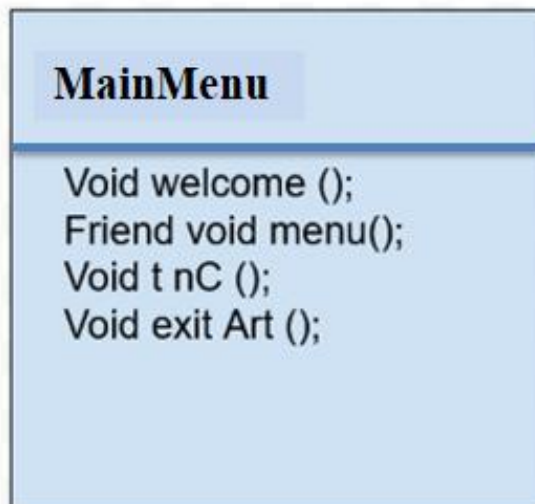 MainMenu
Void welcome ();
Friend void menu();
Void t nC ();
Void exit Art ();